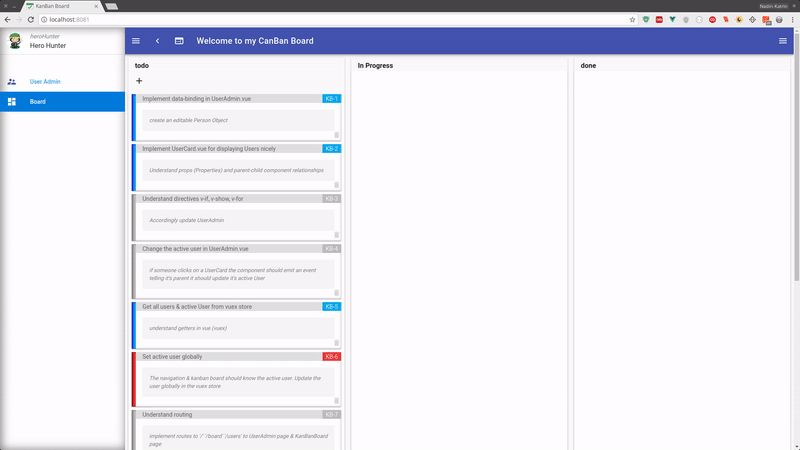 KanBan Board
Nadin-Katrin
localhost:8081
heroHunter
Hero Hunter
Welcome to my CanBan Board
User Admin
Board
todo
In Progress
done
+
Implement data-binding in UserAdmin.vue
KB-1
create an editable Person Object
Implement UserCard.vue for displaying Users nicely
KB-2
Understand props (Properties) and parent-child component relationships
Understand directives v-if, v-show, v-for
KB-3
Accordingly update UserAdmin
Change the active user in UserAdmin.vue
KB-4
if someone clicks on a UserCard the component should emit an event
telling it's parent it should update it's active User
Get all users & active User from vuex store
KB-5
understand getters in vue (vuex)
Set active user globally
KB-6
The navigation & kanban board should know the active user. Update the
user globally in the vuex store
Understand routing
KB-7
implement routes to '/' '/board' '/users' to UserAdmin page & KanBanBoard
page